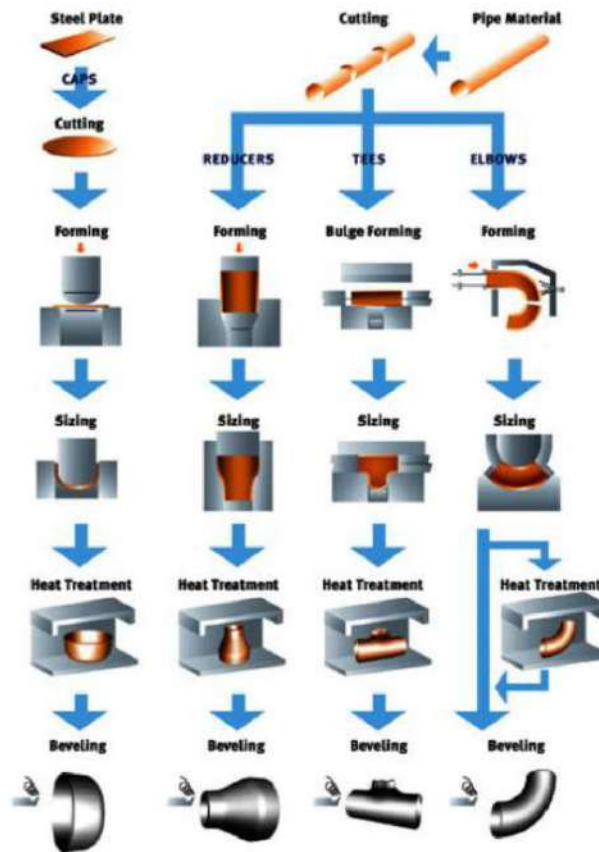 Steel Plate
Cutting
Pipe Material
CAPS
Cutting
REDUCERS
TEES
ELBOWS
Forming
Forming
Bulge Forming
Forming
Sizing
Sizing
Sizing
Sizing
Heat Treatment
Heat Treatment
Heat Treatment
Heat Treatment
Beveling
Beveling
Beveling
Beveling